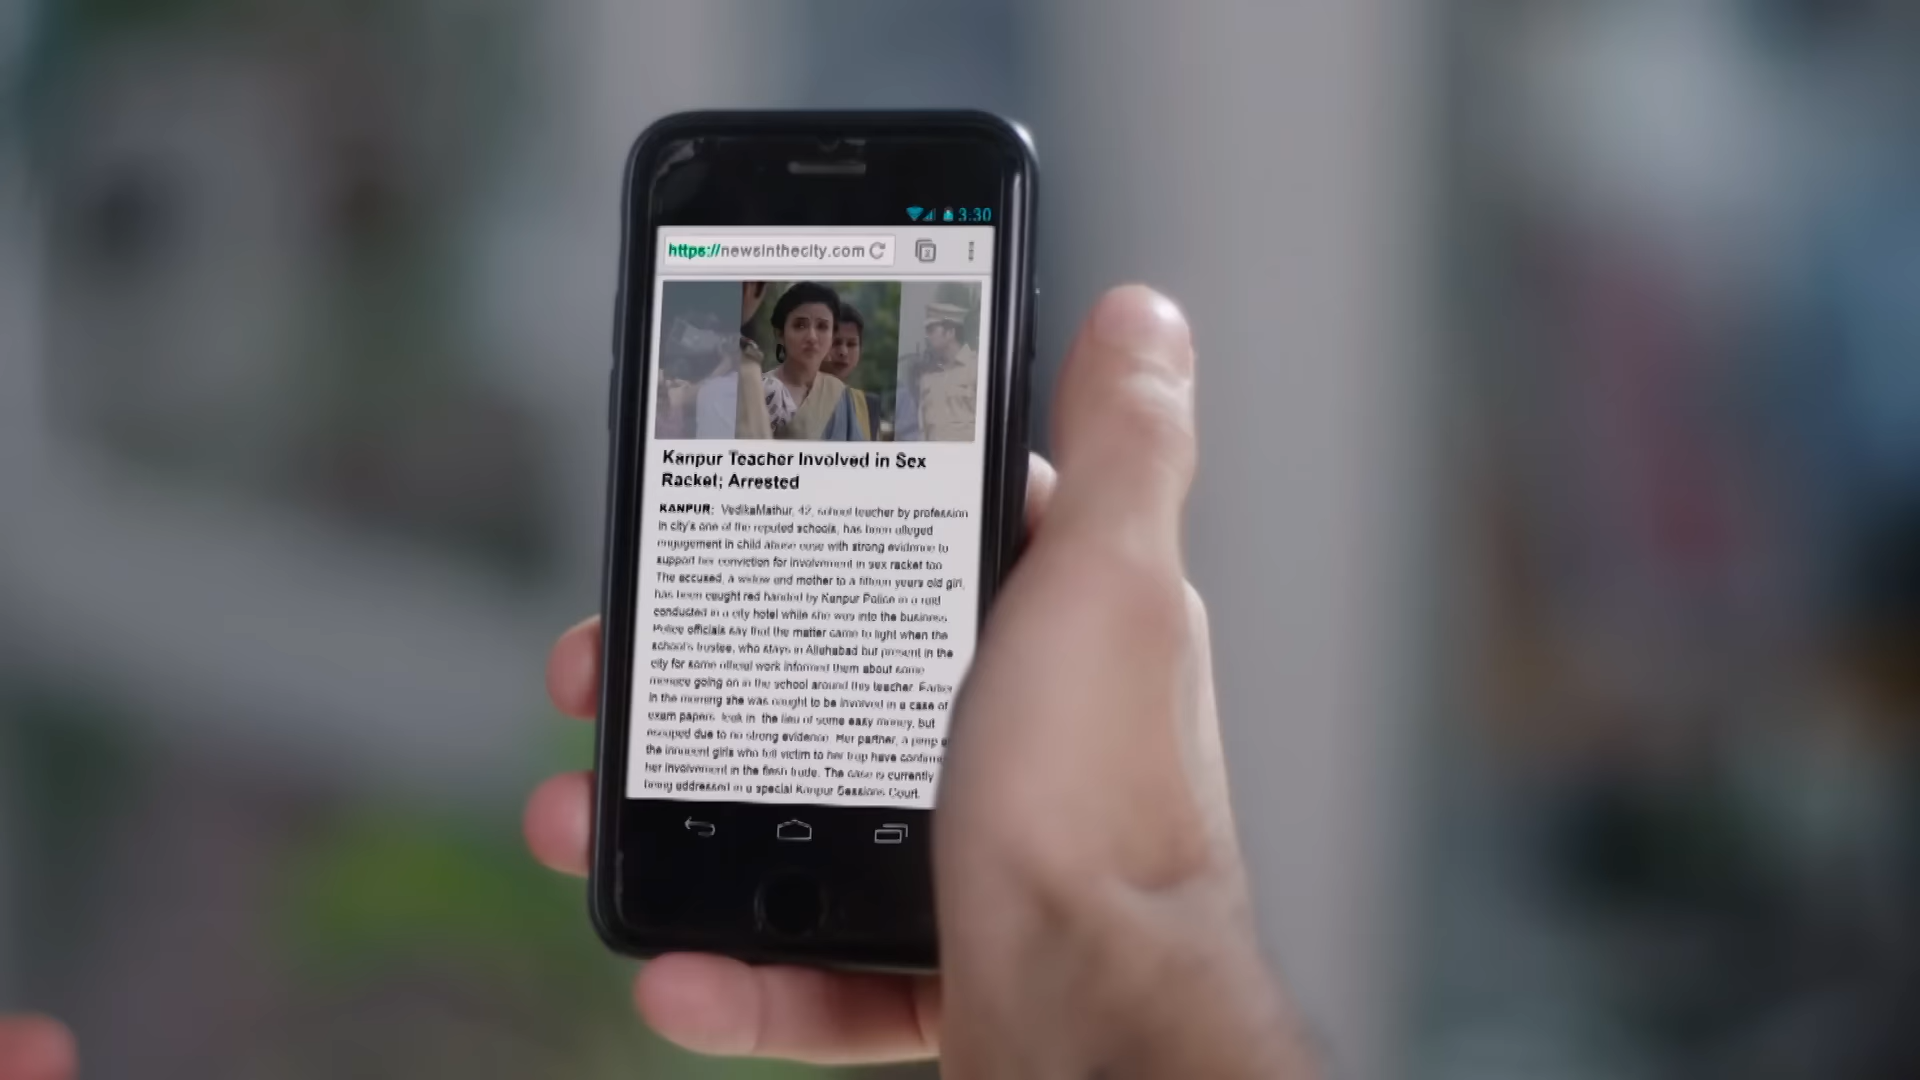 3:30
https://newsinthecity.com
Kanpur Teacher Involved in Sex
Racket; Arrested
KANPUR: VedikaMathur, 42, school teacher by profession
in city's one of the reputed schools, has been alleged
engagement in child abuse case with strong evidence to
support her conviction for involvement in sex racket too
The accused, a widow and mother to a fifteen years old girl,
has been caught red handed by Kanpur Police in a raid
conducted in a city hotel while she was into the business
Police officials say that the matter came to light when the
school's trustee, who stays in Allahabad but present in the
city for some official work informed them about some
menace going on in the school around this teacher. Earlier
in the morning she was caught to be involved in a case of
exam papers leak in the lieu of some easy money, but
escaped due to no strong evidence. Her partner, a pimp
the innocent girls who fell victim to her trap have
her involvement in the flesh trade. The case is currently
being addressed in a special Kanpur Sessions Court.